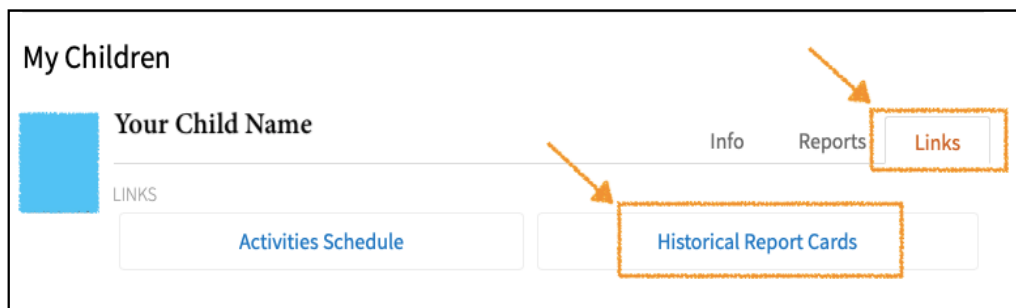 My Children
Your Child Name
Info Reports Links
LINKS
Activities Schedule Historical Report Cards